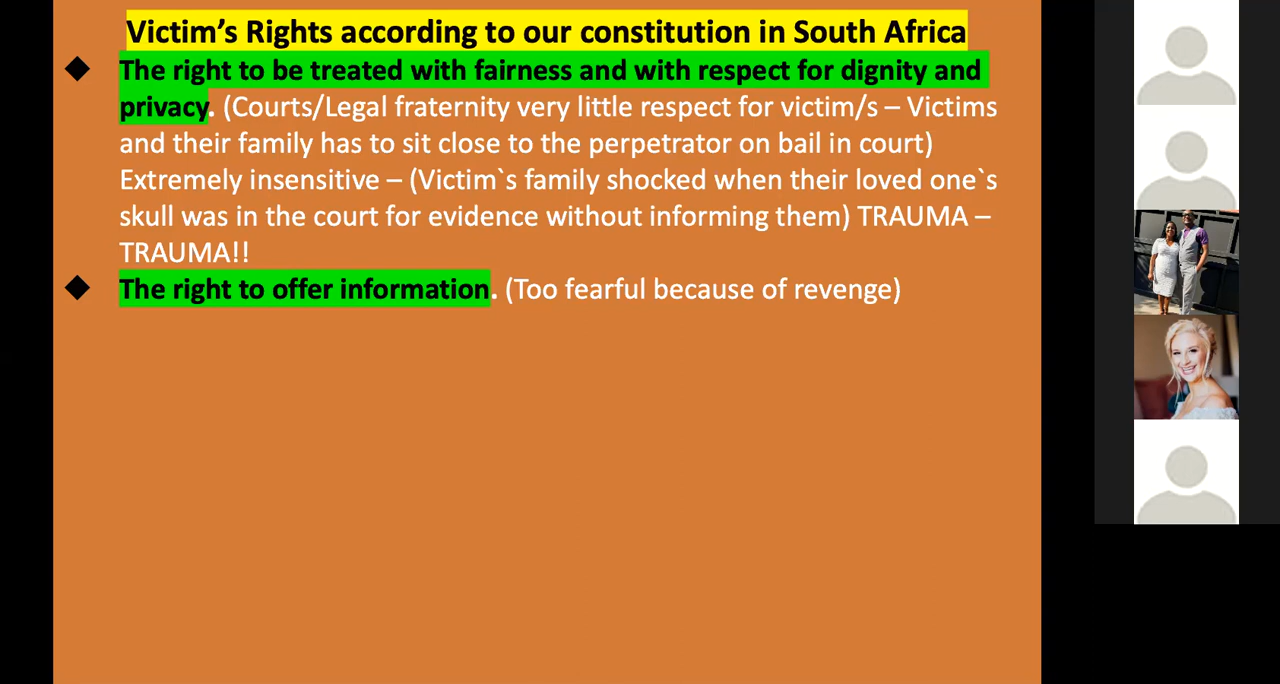 Victim’s Rights according to our constitution in South Africa
The right to be treated with fairness and with respect for dignity and
privacy. (Courts/Legal fraternity very little respect for victim/s – Victims
and their family has to sit close to the perpetrator on bail in court)
Extremely insensitive – (Victim`s family shocked when their loved one`s
skull was in the court for evidence without informing them) TRAUMA –
TRAUMA!!
The right to offer information. (Too fearful because of revenge)